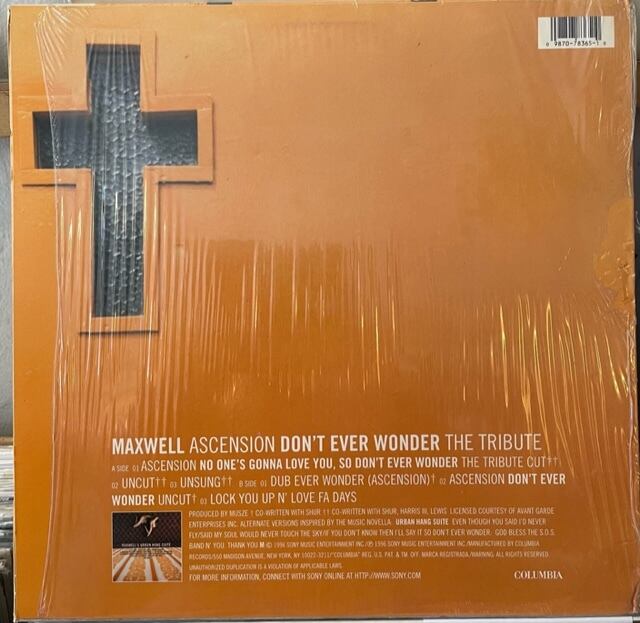 0 9870-78365-1 8
MAXWELL ASCENSION DON'T EVER WONDER THE TRIBUTE
A SIDE 01 ASCENSION NO ONE'S GONNA LOVE YOU, SO DON'T EVER WONDER THE TRIBUTE CUT††
02 UNCUT†† 03 UNSUNG†† B SIDE 01 DUB EVER WONDER (ASCENSION)† 02 ASCENSION DON'T EVER
WONDER UNCUT† 03 LOCK YOU UP N' LOVE FA DAYS
PRODUCED BY MUSZE † CO-WRITTEN WITH SHUR †† CO-WRITTEN WITH SHUR, HARRIS III, LEWIS LICENSED COURTESY OF AVANT GARDE
ENTERPRISES INC. ALTERNATE VERSIONS INSPIRED BY THE MUSIC NOVELLA URBAN HANG SUITE EVEN THOUGH YOU SAID I'D NEVER
FLY/SAID MY SOUL WOULD NEVER TOUCH THE SKY/IF YOU DON'T KNOW THEN I'LL SAY IT SO DON'T EVER WONDER. GOD BLESS THE S.O.S.
BAND N' YOU THANK YOU M © 1996 SONY MUSIC ENTERTAINMENT INC./℗ 1996 SONY MUSIC ENTERTAINMENT INC./MANUFACTURED BY COLUMBIA
RECORDS/550 MADISON AVENUE, NEW YORK, NY 10022-3211/"COLUMBIA" REG. U.S. PAT. & TM. OFF. MARCA REGISTRADA./WARNING: ALL RIGHTS RESERVED.
UNAUTHORIZED DUPLICATION IS A VIOLATION OF APPLICABLE LAWS.
FOR MORE INFORMATION, CONNECT WITH SONY ONLINE AT HTTP://WWW.SONY.COM
COLUMBIA
MAXWELL'S URBAN HANG SUITE